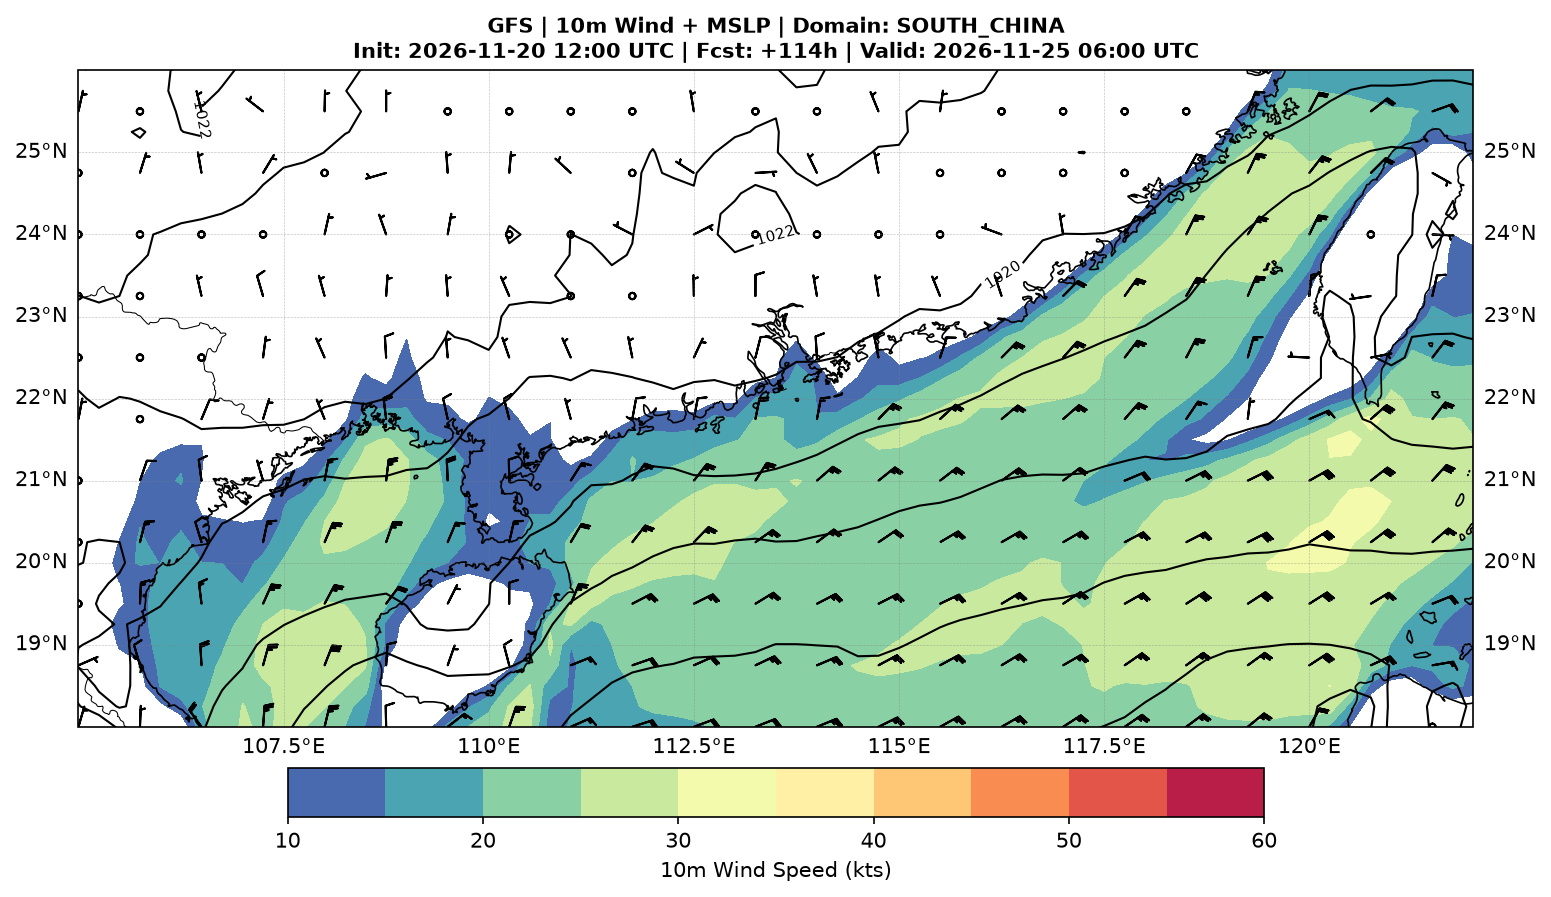 GFS | 10m Wind + MSLP | Domain: SOUTH_CHINA
Init: 2026-11-20 12:00 UTC | Fcst: +114h | Valid: 2026-11-25 06:00 UTC
1022
25°N 25°N
24°N 1022 24°N
1020
23°N 23°N
22°N 22°N
21°N 21°N
20°N 20°N
19°N 19°N
107.5°E 110°E 112.5°E 115°E 117.5°E 120°E
10 20 30 40 50 60
10m Wind Speed (kts)